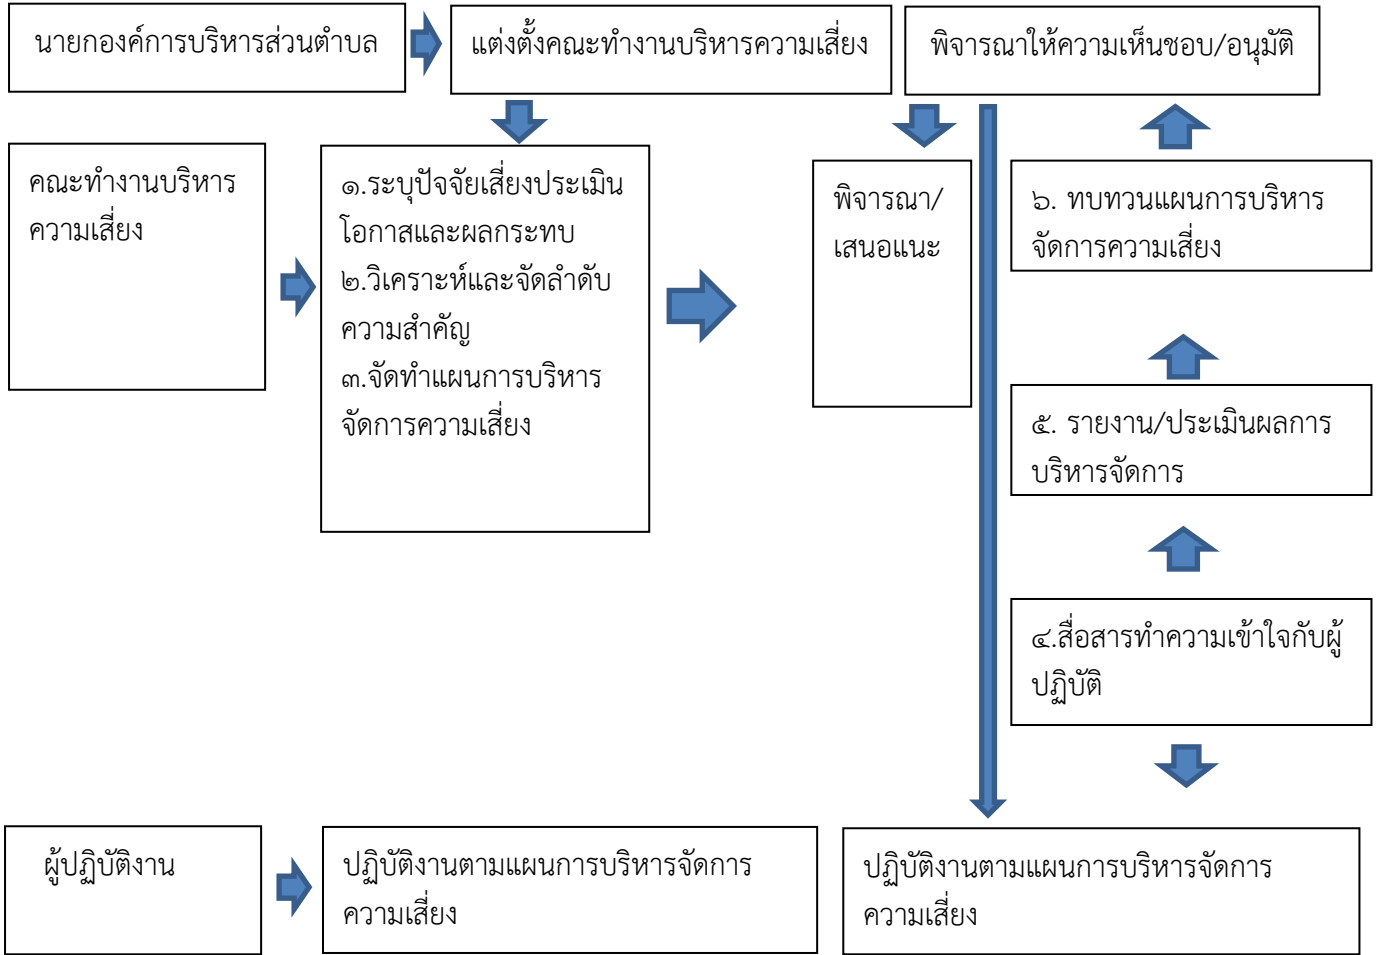 นายกองค์การบริหารส่วนตำบล
แต่งตั้งคณะทำงานบริหารความเสี่ยง
พิจารณาให้ความเห็นชอบ/อนุมัติ
คณะทำงานบริหาร
ความเสี่ยง
๑.ระบุปัจจัยเสี่ยงประเมิน
โอกาสและผลกระทบ
๒.วิเคราะห์และจัดลำดับ
ความสำคัญ
๓.จัดทำแผนการบริหาร
จัดการความเสี่ยง
พิจารณา/
เสนอแนะ
๖. ทบทวนแผนการบริหาร
จัดการความเสี่ยง
๕. รายงาน/ประเมินผลการ
บริหารจัดการ
๔.สื่อสารทำความเข้าใจกับผู้
ปฏิบัติ
ผู้ปฏิบัติงาน
ปฏิบัติงานตามแผนการบริหารจัดการ
ความเสี่ยง
ปฏิบัติงานตามแผนการบริหารจัดการ
ความเสี่ยง